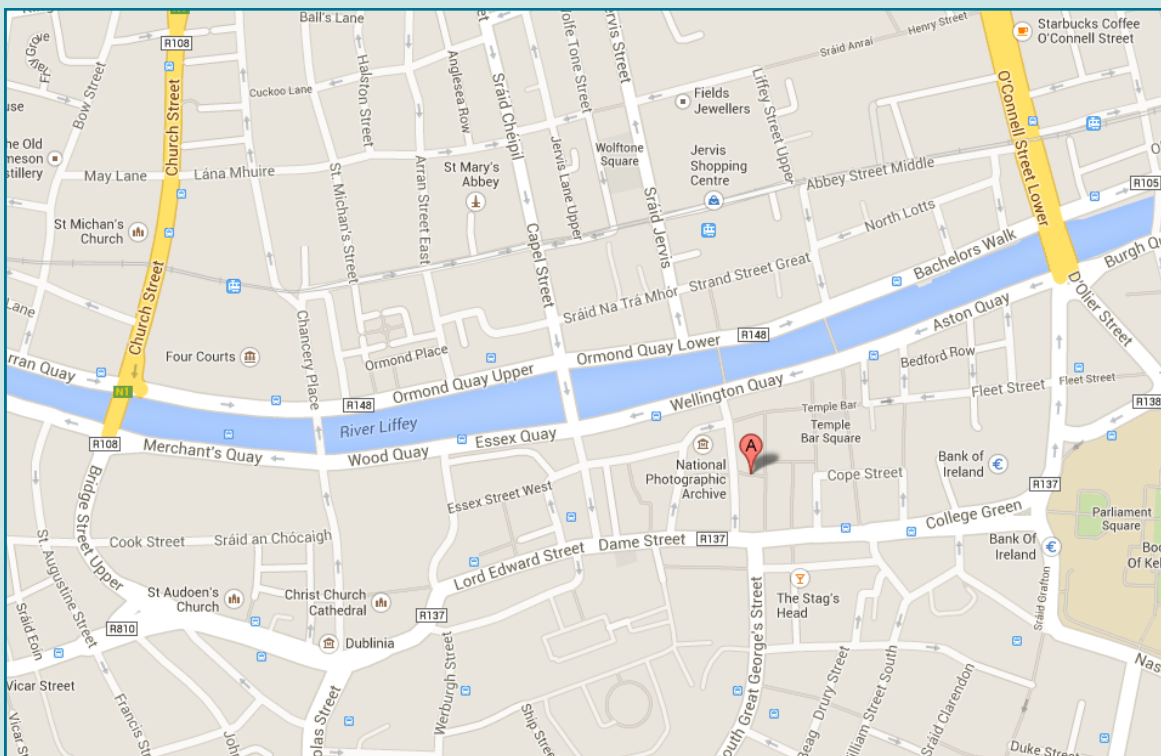 Ball's Lane
R108
Bow Street
Church Street
Cuckoo Lane
Halston Street
Anglesea Row
Sráid Chéipil
Wolfe Tone Street
Jervis Street
Sráid Anraí
Henry Street
Starbucks Coffee
O'Connell Street
Fields
Jewellers
Liffey Street Upper
O'Connell Street Lower
May Lane
Lána Mhuire
St. Michan's Street
Arran Street East
St Mary's
Abbey
Jervis Lane Upper
Wolftone
Square
Jervis
Shopping
Centre
Sráid Jervis
Abbey Street Middle
North Lotts
R105
St Michan's
Church
Capel Street
Bachelors Walk
Church Street
Lane
Sráid Na Trá Mhór
Strand Street Great
Burgh
D'Olier Street
Chancery Place
Four Courts
Ormond Place
Ormond Quay Upper
Ormond Quay Lower
R148
Aston Quay
Bedford Row
Quay
N1
R148
River Liffey
Wellington Quay
Fleet Street
Fleet Street
R138
Temple Bar
Temple
Bar Square
R108
Merchant's Quay
Wood Quay
Essex Quay
A
National
Photographic
Archive
Cope Street
Bank of
Ireland
R137
Bridge Street Upper
Essex Street West
College Green
Parliament
Square
Cook Street
Sráid an Chócaigh
Lord Edward Street
Dame Street
R137
Bank Of
Ireland
St. Augustine Street
St Audoen's
Church
Christ Church
Cathedral
R137
The Stag's
Head
Sráid Grafton
R810
Dublinia
Sráid Eoin
Werburgh Street
South Great George's Street
Drury Street
William Street South
Sráid Clarendon
Vicar Street
Francis Street
Ship Street
Duke Street